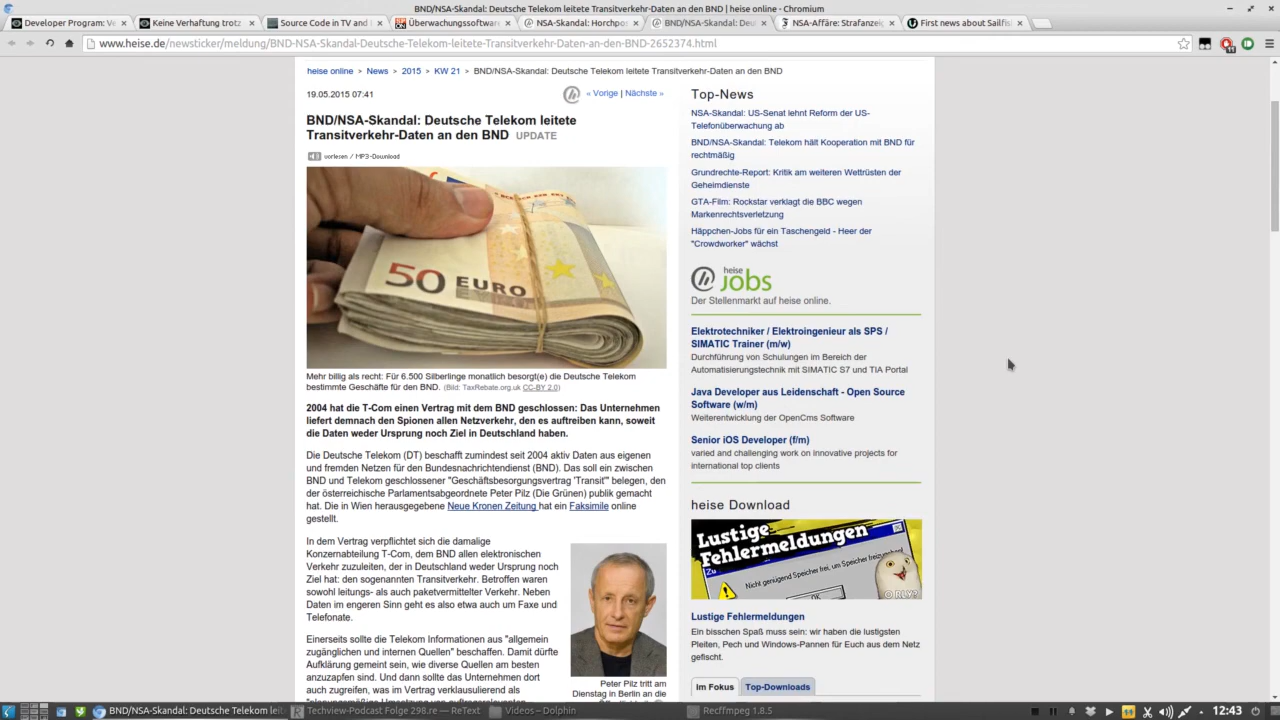 BND/NSA-Skandal: Deutsche Telekom leitete Transitverkehr-Daten an den BND | heise online - Chromium
Developer Program: Ve
Keine Verhaftung trotz
Source Code in TV and
Überwachungssoftware
NSA-Skandal: Horchpo
BND/NSA-Skandal: Deu
NSA-Affäre: Strafanzeig
First news about Sailfis
www.heise.de/newsticker/meldung/BND-NSA-Skandal-Deutsche-Telekom-leitete-Transitverkehr-Daten-an-den-BND-2652374.html
heise online > News > 2015 > KW 21 > BND/NSA-Skandal: Deutsche Telekom leitete Transitverkehr-Daten an den BND
19.05.2015 07:41
« Vorige | Nächste »
BND/NSA-Skandal: Deutsche Telekom leitete
Transitverkehr-Daten an den BND UPDATE
vorlesen / MP3-Download
50 EURO
Mehr billig als recht: Für 6.500 Silberlinge monatlich besorgt(e) die Deutsche Telekom
bestimmte Geschäfte für den BND. (Bild: TaxRebate.org.uk CC-BY 2.0)
2004 hat die T-Com einen Vertrag mit dem BND geschlossen: Das Unternehmen
liefert demnach den Spionen allen Netzverkehr, den es auftreiben kann, soweit
die Daten weder Ursprung noch Ziel in Deutschland haben.
Die Deutsche Telekom (DT) beschafft zumindest seit 2004 aktiv Daten aus eigenen
und fremden Netzen für den Bundesnachrichtendienst (BND). Das soll ein zwischen
BND und Telekom geschlossener "Geschäftsbesorgungsvertrag 'Transit'" belegen, den
der österreichische Parlamentsabgeordnete Peter Pilz (Die Grünen) publik gemacht
hat. Die in Wien herausgegebene Neue Kronen Zeitung hat ein Faksimile online
gestellt.
In dem Vertrag verpflichtet sich die damalige
Konzernabteilung T-Com, dem BND allen elektronischen
Verkehr zuzuleiten, der in Deutschland weder Ursprung noch
Ziel hat: den sogenannten Transitverkehr. Betroffen waren
sowohl leitungs- als auch paketvermittelter Verkehr. Neben
Daten im engeren Sinn geht es also etwa auch um Faxe und
Telefonate.
Einerseits sollte die Telekom Informationen aus "allgemein
zugänglichen und internen Quellen" beschaffen. Damit dürfte
Aufklärung gemeint sein, wie diverse Quellen am besten
anzuzapfen sind. Und dann sollte das Unternehmen dort
auch zugreifen, was im Vertrag verklausulierend als
Peter Pilz tritt am
Dienstag in Berlin an die
Top-News
NSA-Skandal: US-Senat lehnt Reform der US-
Telefonüberwachung ab
BND/NSA-Skandal: Telekom hält Kooperation mit BND für
rechtmäßig
Grundrechte-Report: Kritik am weiteren Wettrüsten der
Geheimdienste
GTA-Film: Rockstar verklagt die BBC wegen
Markenrechtsverletzung
Häppchen-Jobs für ein Taschengeld - Heer der
"Crowdworker" wächst
heise
jobs
Der Stellenmarkt auf heise online.
Elektrotechniker / Elektroingenieur als SPS /
SIMATIC Trainer (m/w)
Durchführung von Schulungen im Bereich der
Automatisierungstechnik mit SIMATIC S7 und TIA Portal
Java Developer aus Leidenschaft - Open Source
Software (w/m)
Weiterentwicklung der OpenCms Software
Senior iOS Developer (f/m)
varied and challenging work on innovative projects for
international top clients
heise Download
Lustige
Fehlermeldungen
Zu
Nicht genügend Speicher frei, um Speicher freizugeben!
OK
O RLY?
Lustige Fehlermeldungen
Ein bisschen Spaß muss sein: wir haben die lustigsten
Pleiten, Pech und Windows-Pannen für Euch aus dem Netz
gefischt.
Im Fokus
Top-Downloads
BND/NSA-Skandal: Deutsche Telekom leit
Techview-Podcast Folge 298.re — ReText
Videos – Dolphin
Recffmpeg 1.8.5
12:43